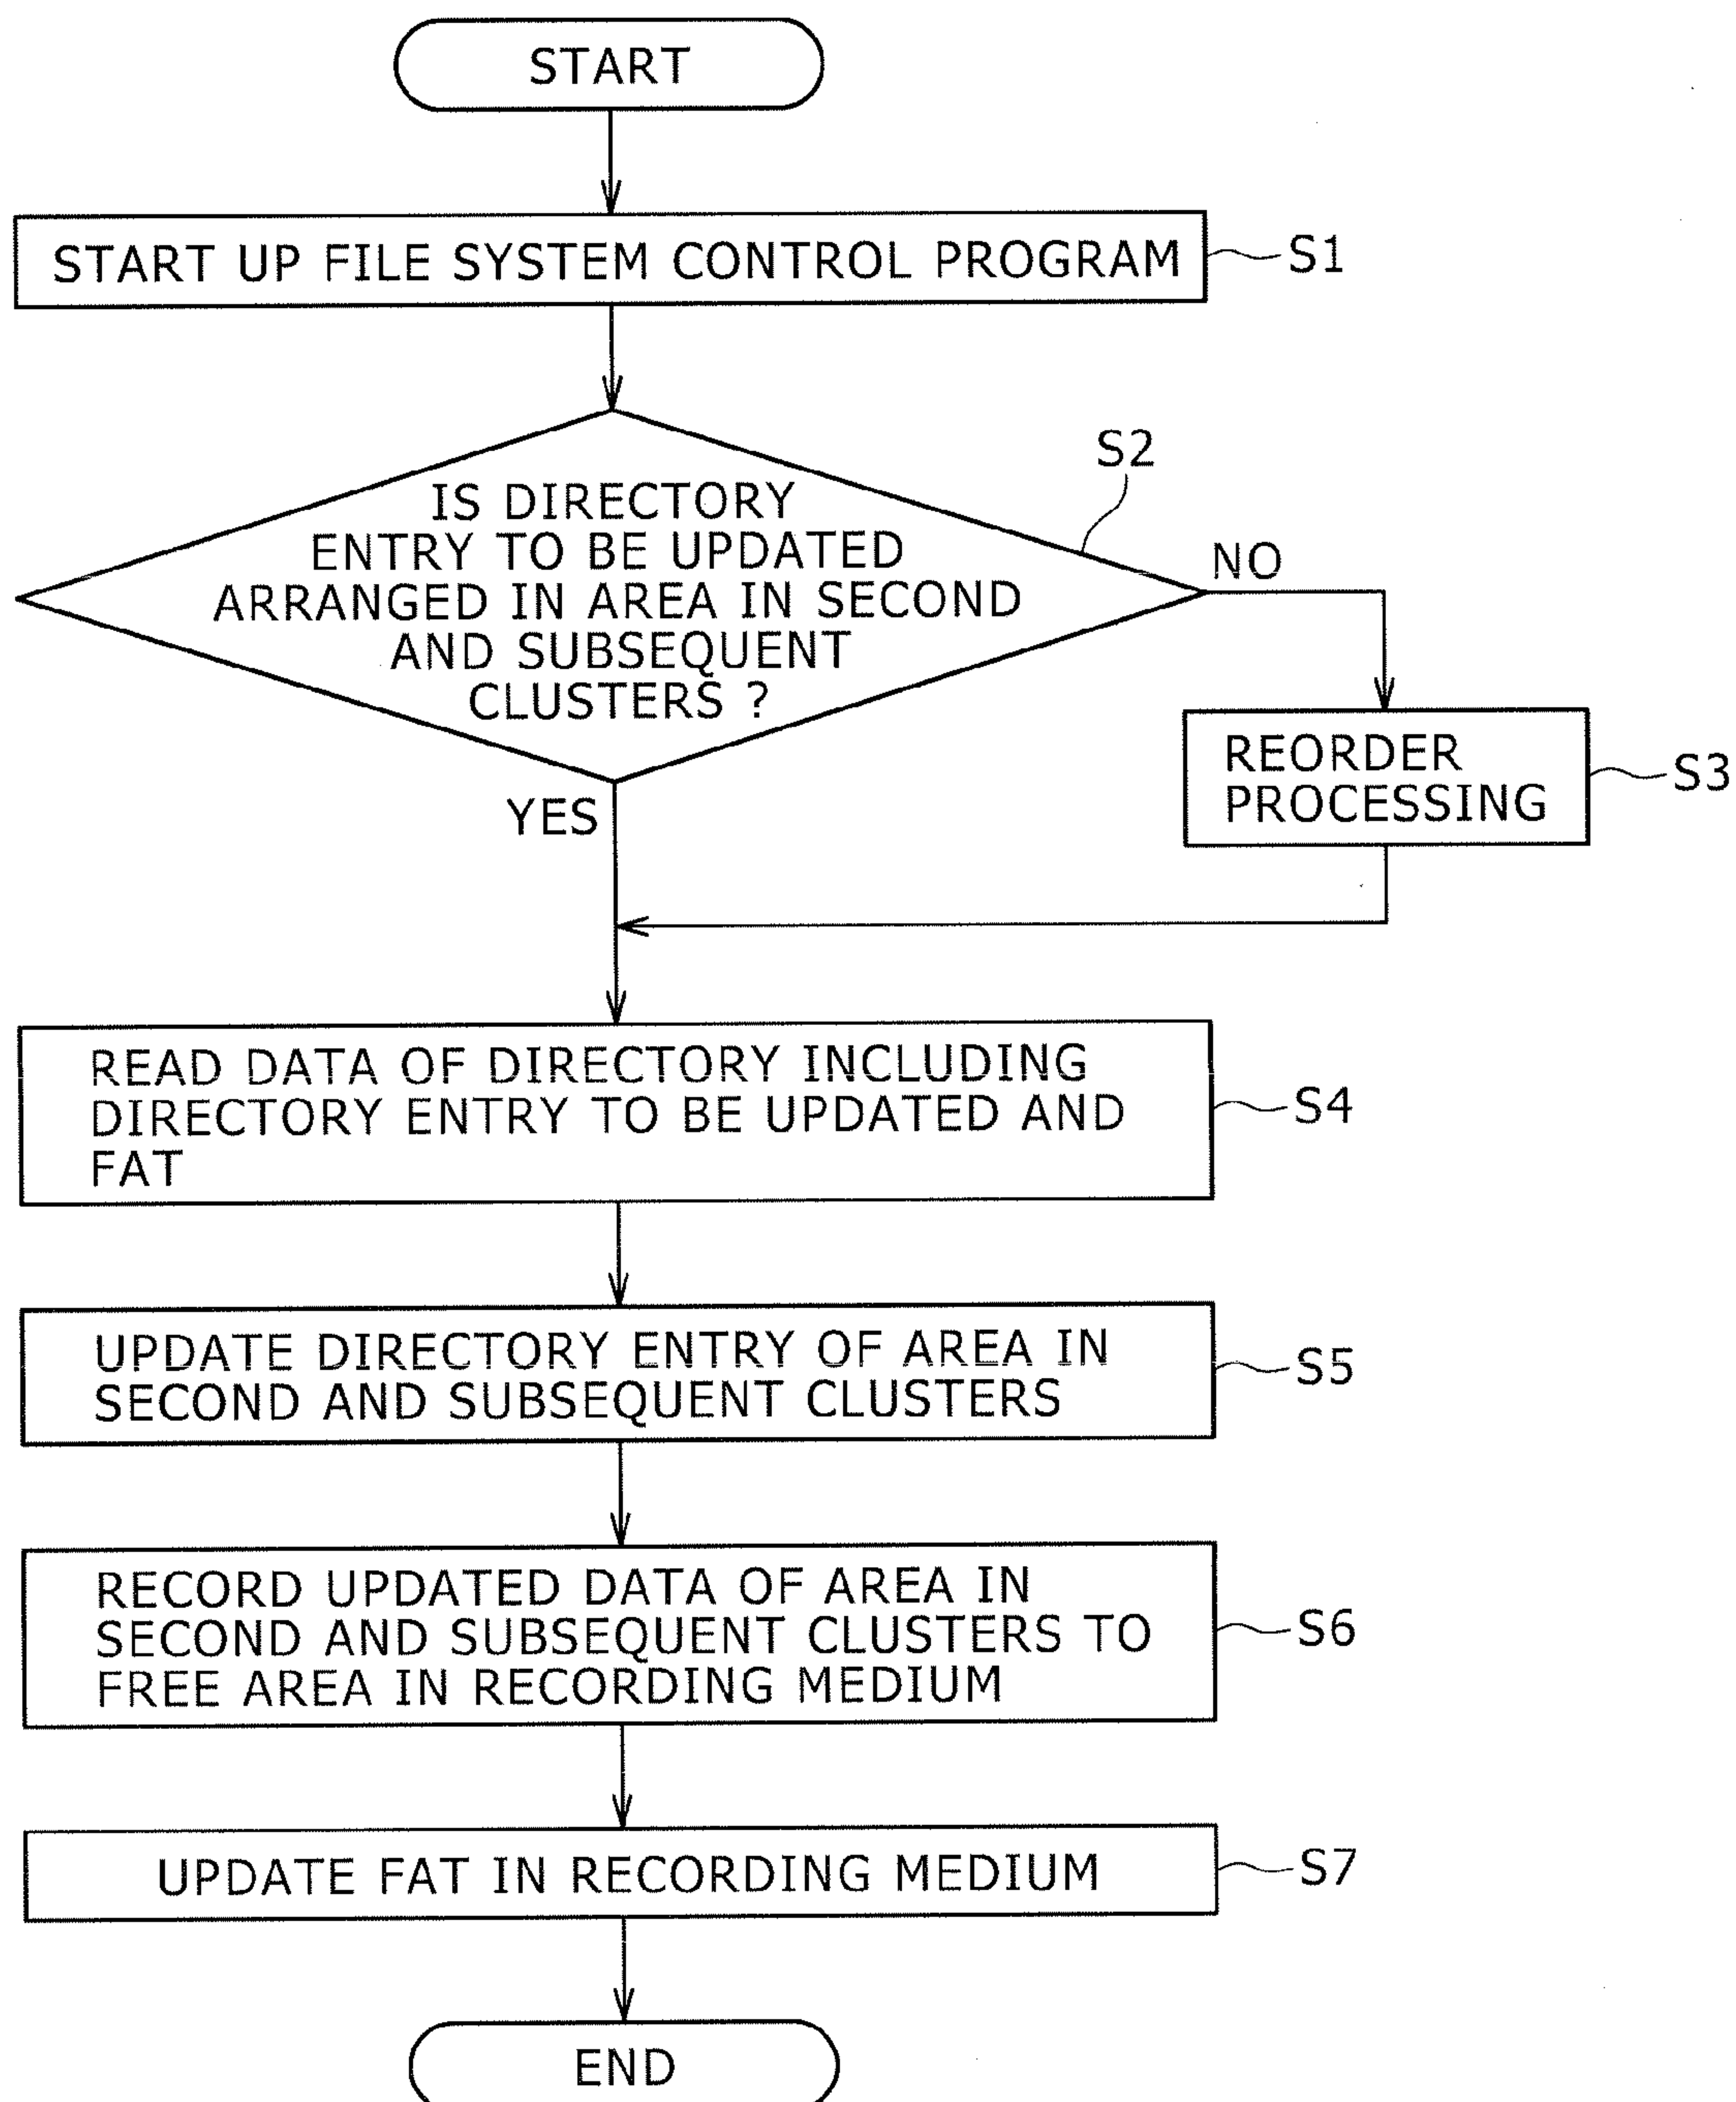 START
START UP FILE SYSTEM CONTROL PROGRAM
S1
S2
IS DIRECTORY
ENTRY TO BE UPDATED
ARRANGED IN AREA IN SECOND
AND SUBSEQUENT
CLUSTERS ?
NO
YES
REORDER
PROCESSING
S3
READ DATA OF DIRECTORY INCLUDING
DIRECTORY ENTRY TO BE UPDATED AND
FAT
S4
UPDATE DIRECTORY ENTRY OF AREA IN
SECOND AND SUBSEQUENT CLUSTERS
S5
RECORD UPDATED DATA OF AREA IN
SECOND AND SUBSEQUENT CLUSTERS TO
FREE AREA IN RECORDING MEDIUM
S6
UPDATE FAT IN RECORDING MEDIUM
S7
END